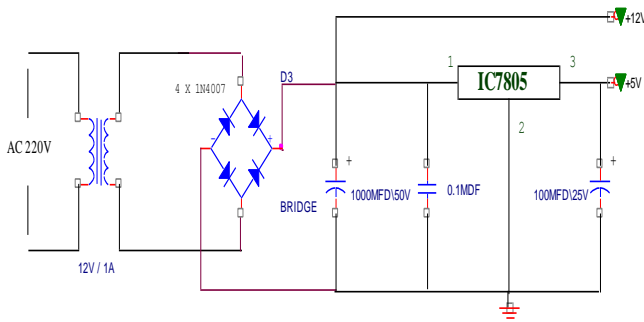 +12V
D3
1
3
4 X 1N4007
IC7805
+5V
2
AC 220V
-
+
+
+
1000MFD\50V
0.1MDF
100MFD\25V
BRIDGE
12V / 1A